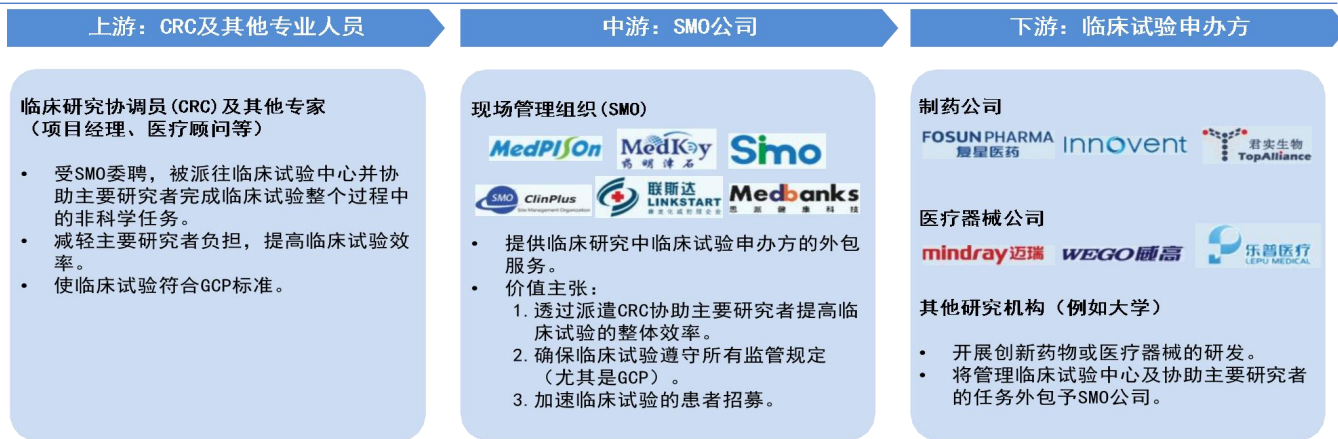 上游：CRC及其他专业人员
临床研究协调员(CRC)及其他专家
（项目经理、医疗顾问等）
• 受SMO委聘，被派往临床试验中心并协
助主要研究者完成临床试验整个过程中
的非科学任务。
• 减轻主要研究者负担，提高临床试验效
率。
• 使临床试验符合GCP标准。
中游：SMO公司
现场管理组织(SMO)
MedPISOn
MedKey
药明津石
Smo
SMO ClinPlus
Site Management Organization
联斯达
LINKSTART
Medbanks
思派健康科技
• 提供临床研究中临床试验申办方的外包
服务。
• 价值主张：
1. 透过派遣CRC协助主要研究者提高临
床试验的整体效率。
2. 确保临床试验遵守所有监管规定
（尤其是GCP）。
3. 加速临床试验的患者招募。
下游：临床试验申办方
制药公司
FOSUN PHARMA
复星医药
Innovent
君实生物
TopAlliance
医疗器械公司
mindray迈瑞
WEGO威高
乐普医疗
LEPU MEDICAL
其他研究机构（例如大学）
• 开展创新药物或医疗器械的研发。
• 将管理临床试验中心及协助主要研究者
的任务外包予SMO公司。